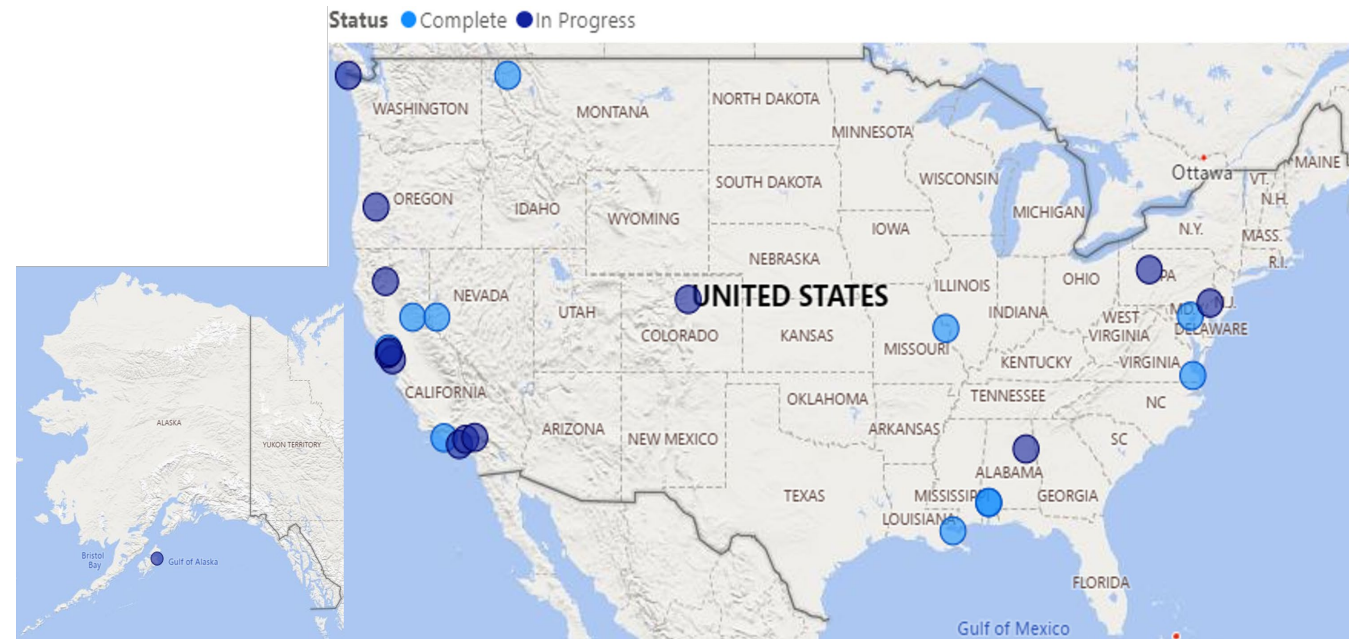 Status Complete In Progress
Ottawa
WASHINGTON
MONTANA
NORTH DAKOTA
MINNESOTA
MAINE
VT.
N.H.
OREGON
IDAHO
SOUTH DAKOTA
WISCONSIN
WYOMING
MICHIGAN
IOWA
N.Y.
MASS.
R.I.
NEBRASKA
NEVADA
UNITED STATES
ILLINOIS
OHIO
PA
UTAH
COLORADO
KANSAS
MISSOURI
INDIANA
WEST
VIRGINIA
MD.
N.J.
DELAWARE
KENTUCKY
VIRGINIA
CALIFORNIA
OKLAHOMA
TENNESSEE
NC
ARIZONA
NEW MEXICO
ARKANSAS
SC
ALABAMA
TEXAS
MISSISSIPPI
GEORGIA
LOUISIANA
FLORIDA
Gulf of Mexico
ALASKA
YUKON TERRITORY
Bristol
Bay
Gulf of Alaska